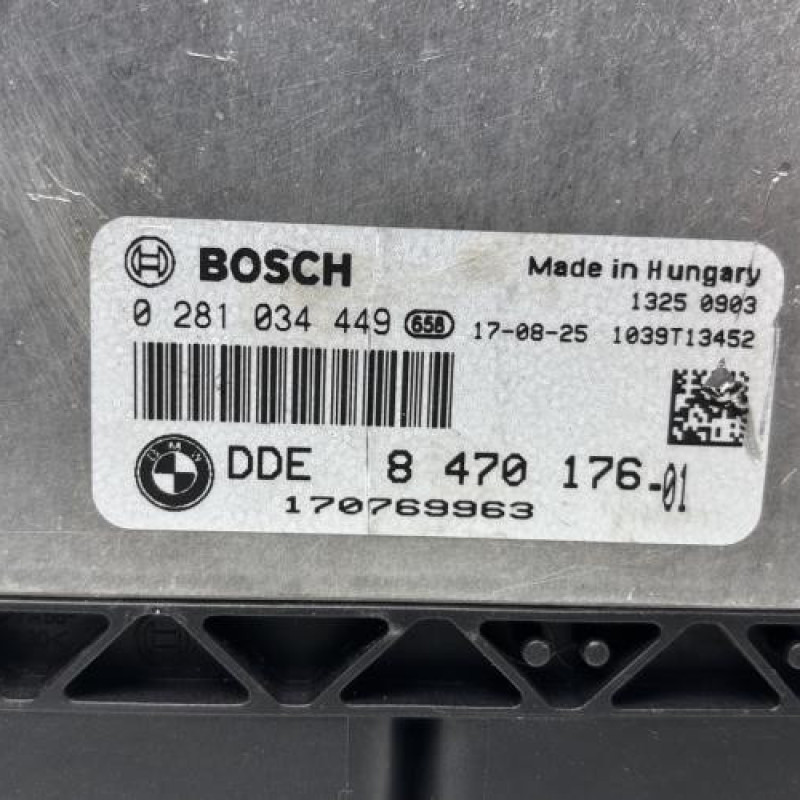 BOSCH
Made in Hungary
1325 0903
0 281 034 449 658 17-08-25 1039T13452
BMW DDE 8 470 176-01
170769963